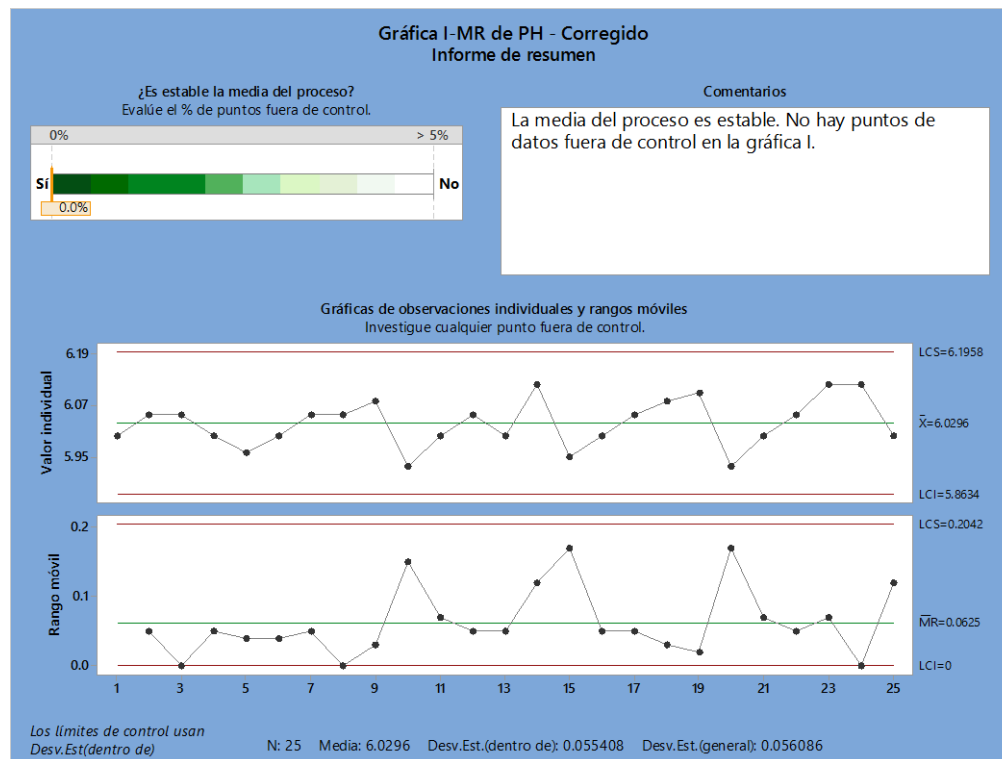 Gráfica I-MR de PH - Corregido
Informe de resumen
¿Es estable la media del proceso?
Evalúe el % de puntos fuera de control.
0%
> 5%
Sí
No
0.0%
Comentarios
La media del proceso es estable. No hay puntos de
datos fuera de control en la gráfica I.
Gráficas de observaciones individuales y rangos móviles
Investigue cualquier punto fuera de control.
Valor individual
6.19
6.07
5.95
LCS=6.1958
X̄=6.0296
LCI=5.8634
Rango móvil
0.2
0.1
0.0
LCS=0.2042
M̅R̅=0.0625
LCI=0
1 3 5 7 9 11 13 15 17 19 21 23 25
Los límites de control usan
Desv.Est(dentro de)
N: 25 Media: 6.0296 Desv.Est.(dentro de): 0.055408 Desv.Est.(general): 0.056086